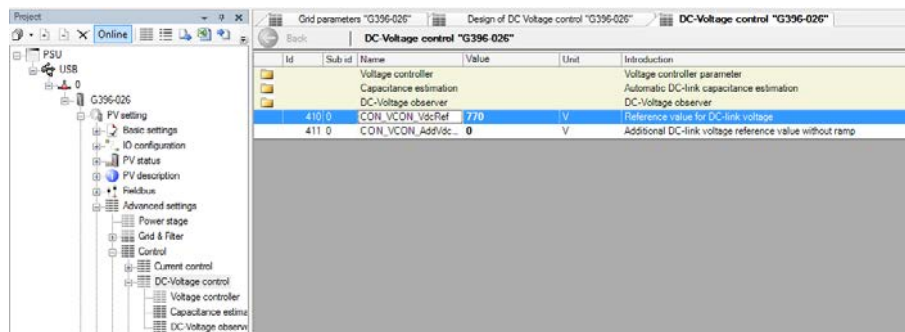 Project
Grid parameters "G396-026"
Design of DC Voltage control "G396-026"
DC-Voltage control "G396-026"
Online
Back
DC-Voltage control "G396-026"
PSU
USB
0
G396-026
PV setting
Basic settings
IO configuration
PV status
PV description
Fieldbus
Advanced settings
Power stage
Grid & Filter
Control
Current control
DC-Voltage control
Voltage controller
Capacitance estima
DC-Voltage observe
Id Sub id Name Value Unit Introduction
Voltage controller Voltage controller parameter
Capacitance estimation Automatic DC-link capacitance estimation
DC-Voltage observer DC-Voltage observer
410 0 CON_VCON_VdcRef 770 V Reference value for DC-link voltage
411 0 CON_VCON_AddVdc... 0 V Additional DC-link voltage reference value without ramp